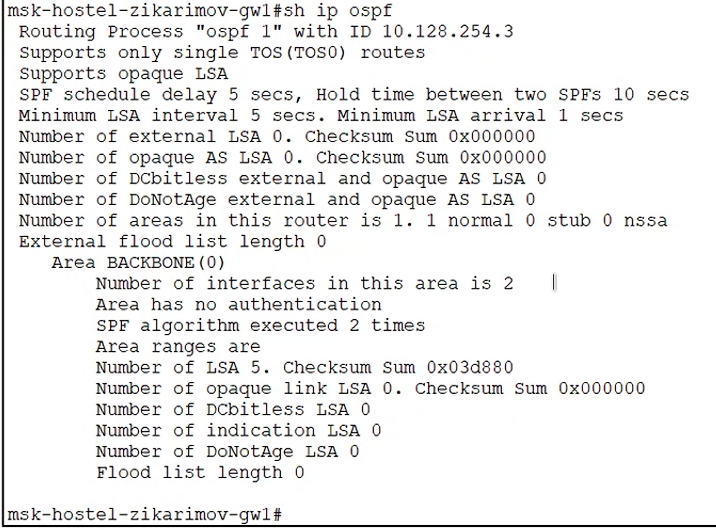 msk-hostel-zikarimov-gw1#sh ip ospf
Routing Process "ospf 1" with ID 10.128.254.3
Supports only single TOS(TOS0) routes
Supports opaque LSA
SPF schedule delay 5 secs, Hold time between two SPFs 10 secs
Minimum LSA interval 5 secs. Minimum LSA arrival 1 secs
Number of external LSA 0. Checksum Sum 0x000000
Number of opaque AS LSA 0. Checksum Sum 0x000000
Number of DCbitless external and opaque AS LSA 0
Number of DoNotAge external and opaque AS LSA 0
Number of areas in this router is 1. 1 normal 0 stub 0 nssa
External flood list length 0
Area BACKBONE(0)
Number of interfaces in this area is 2
Area has no authentication
SPF algorithm executed 2 times
Area ranges are
Number of LSA 5. Checksum Sum 0x03d880
Number of opaque link LSA 0. Checksum Sum 0x000000
Number of DCbitless LSA 0
Number of indication LSA 0
Number of DoNotAge LSA 0
Flood list length 0
msk-hostel-zikarimov-gw1#